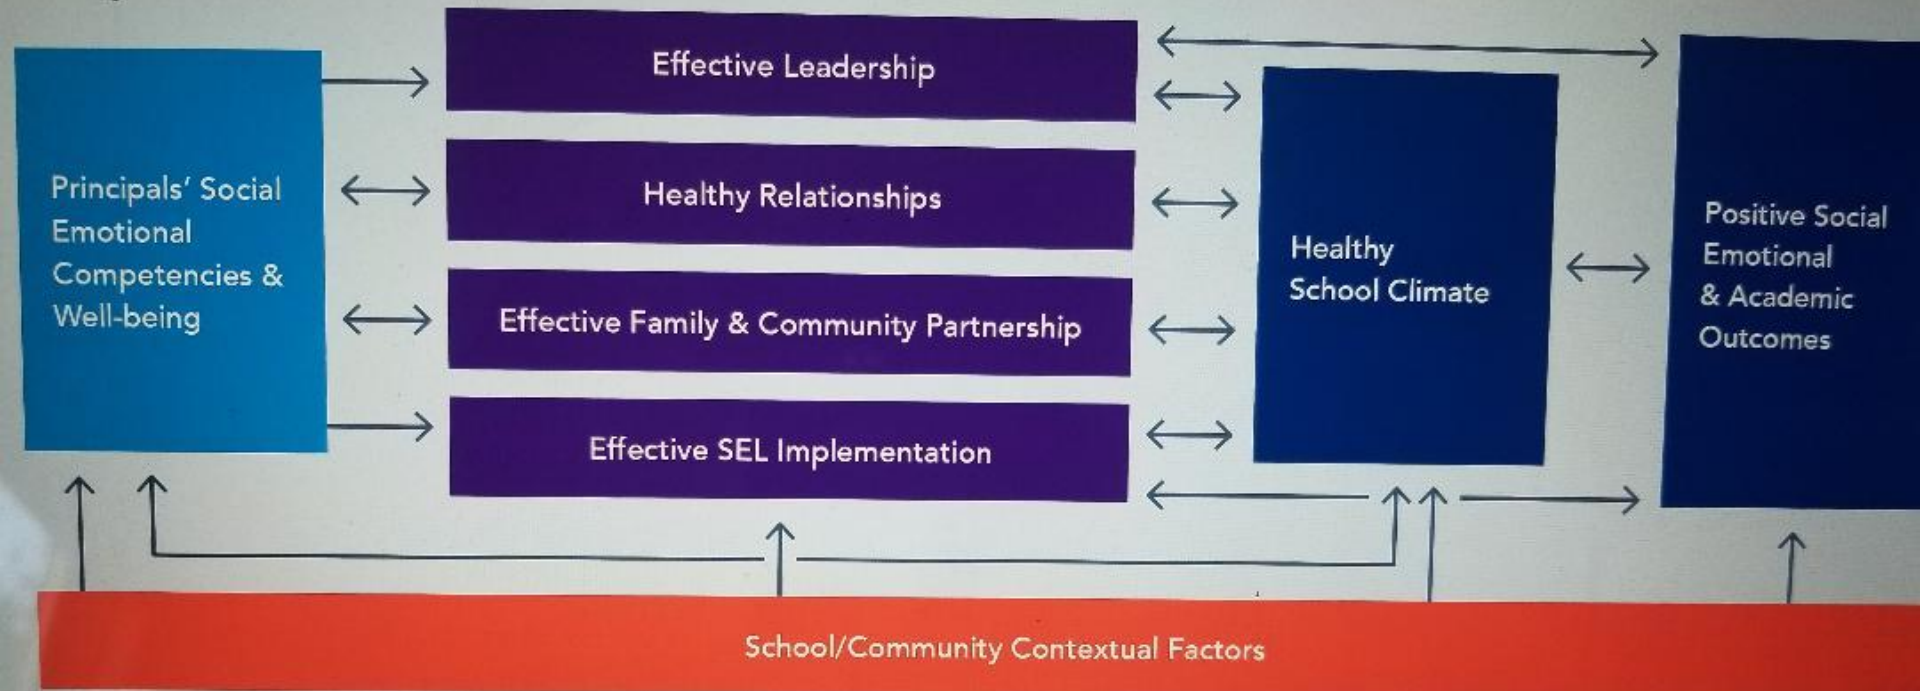 Effective Leadership
Principals’ Social
Emotional
Competencies &
Well-being
Healthy Relationships
Effective Family & Community Partnership
Effective SEL Implementation
Healthy
School Climate
Positive Social
Emotional
& Academic
Outcomes
School/Community Contextual Factors